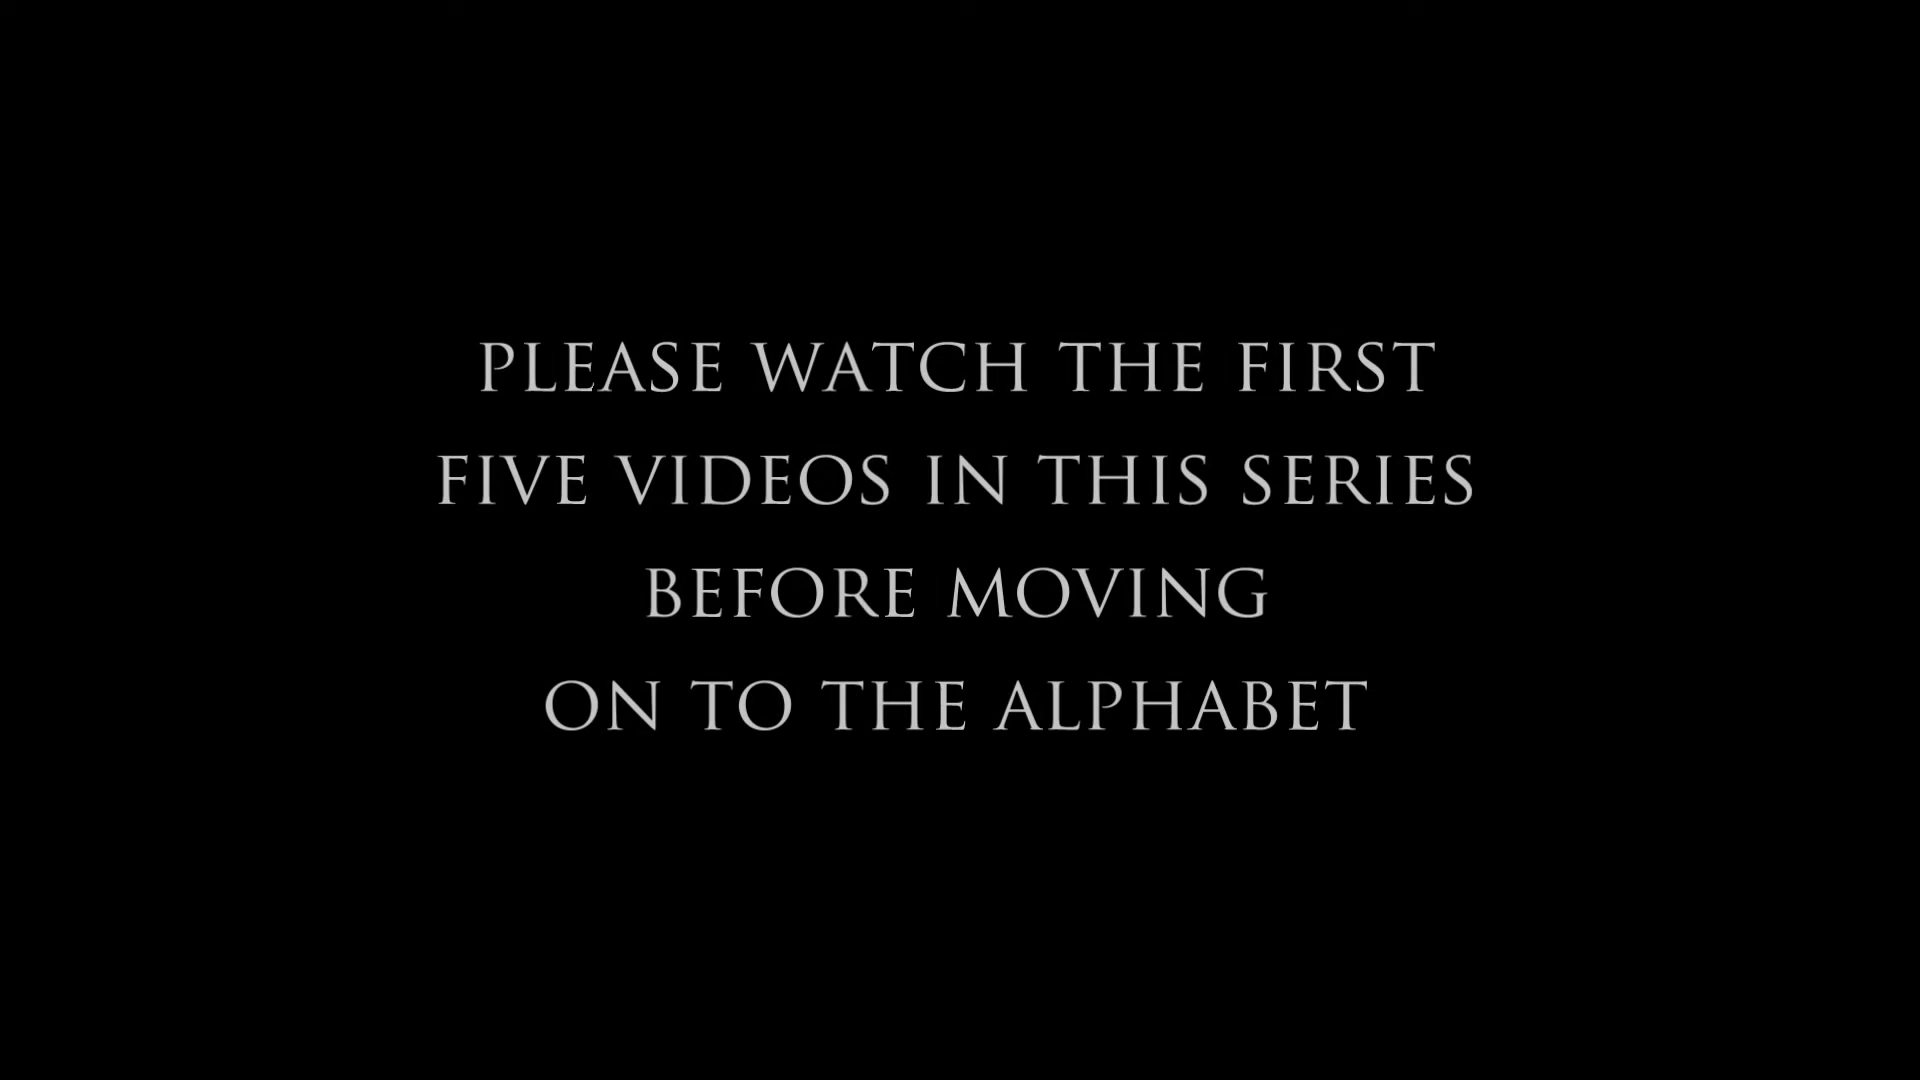 PLEASE WATCH THE FIRST
FIVE VIDEOS IN THIS SERIES
BEFORE MOVING
ON TO THE ALPHABET